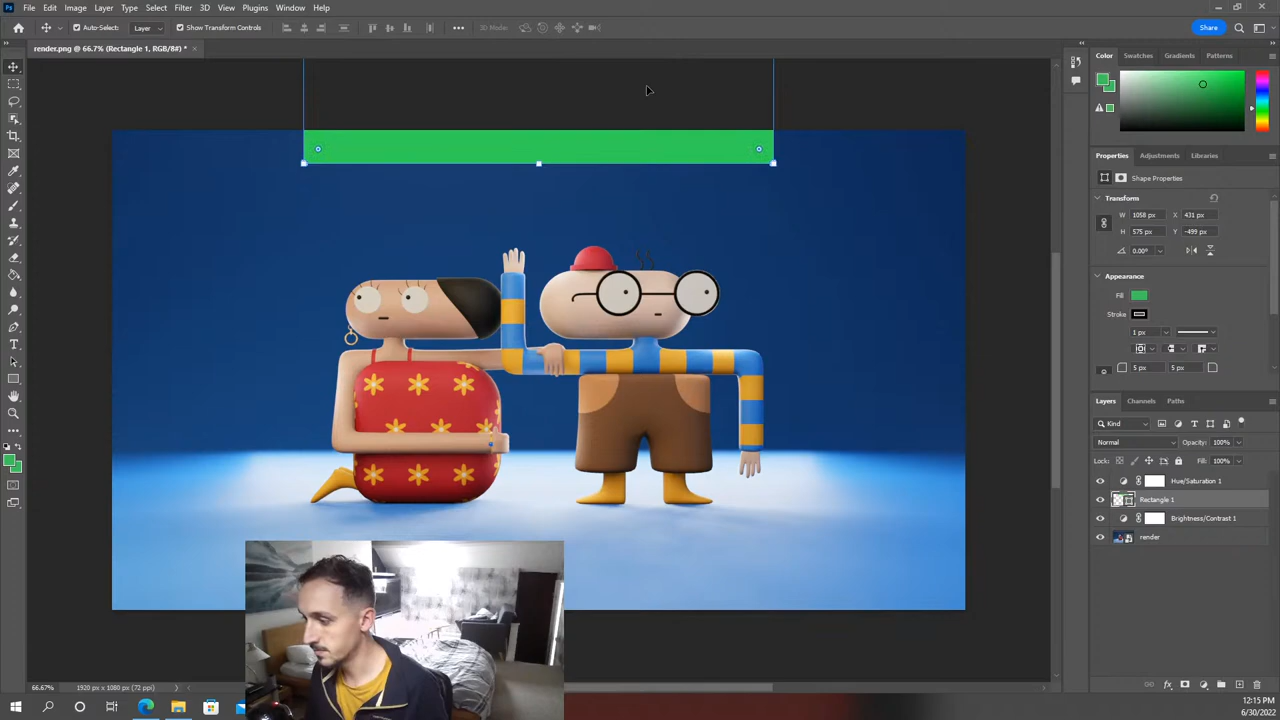 Ps File Edit Image Layer Type Select Filter 3D View Plugins Window Help
Auto-Select: Layer Show Transform Controls 3D Mode: Share
render.png @ 66.7% (Rectangle 1, RGB/8#) *
Color Swatches Gradients Patterns
Properties Adjustments Libraries
Shape Properties
Transform
W 1058 px X 431 px
H 575 px Y -499 px
0.00°
Appearance
Fill
Stroke
1 px
5 px 5 px
Layers Channels Paths
Kind
Normal Opacity: 100%
Lock: Fill: 100%
Hue/Saturation 1
Rectangle 1
Brightness/Contrast 1
render
66.67% 1920 px x 1080 px (72 ppi)
12:15 PM
6/30/2022